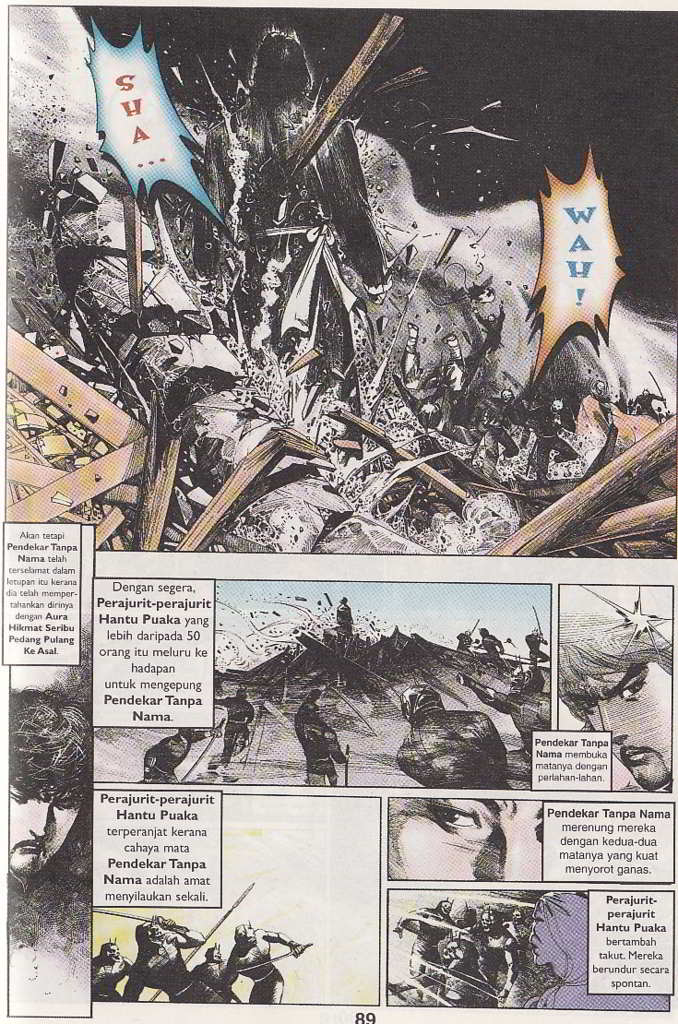 SHA...
WAH!
Akan tetapi
Pendekar Tanpa
Nama telah
terselamat dalam
letupan itu kerana
dia telah memper-
tahankan dirinya
dengan Aura
Hikmat Seribu
Pedang Pulang
Ke Asal.
Dengan segera,
Perajurit-perajurit
Hantu Puaka yang
lebih daripada 50
orang itu meluru ke
hadapan
untuk mengepung
Pendekar Tanpa
Nama.
Pendekar Tanpa
Nama membuka
matanya dengan
perlahan-lahan.
Perajurit-perajurit
Hantu Puaka
terperanjat kerana
cahaya mata
Pendekar Tanpa
Nama adalah amat
menyilaukan sekali.
Pendekar Tanpa Nama
merenung mereka
dengan kedua-dua
matanya yang kuat
menyorot ganas.
Perajurit-
perajurit
Hantu Puaka
bertambah
takut. Mereka
berundur secara
spontan.
89